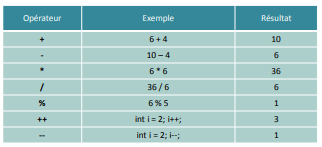 Opérateur Exemple Résultat
+ 6 + 4 10
- 10 – 4 6
* 6 * 6 36
/ 36 / 6 6
% 6 % 5 1
++ int i = 2; i++; 3
-- int i = 2; i--; 1